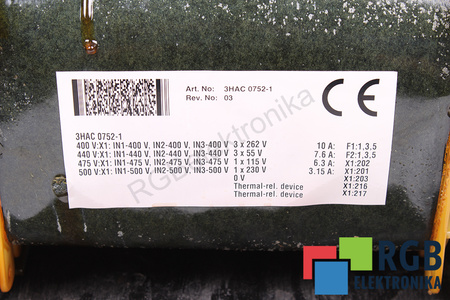 Art. No: 3HAC 0752-1
Rev. No: 03
CE
3HAC 0752-1
400 V:X1: IN1-400 V, IN2-400 V, IN3-400 V 3 x 262 V 10 A: F1:1,3.5
440 V:X1: IN1-440 V, IN2-440 V, IN3-440 V 3 x 55 V 7.6 A: F2:1,3.5
475 V:X1: IN1-475 V, IN2-475 V, IN3-475 V 1 x 115 V 6.3 A: X1:202
500 V:X1: IN1-500 V, IN2-500 V, IN3-500 V 1 x 230 V 3.15 A: X1:201
0 V X1:203
Thermal-rel. device X1:216
Thermal-rel. device X1:217
RGB Elektronika
RGB
ELEKTRONIKA